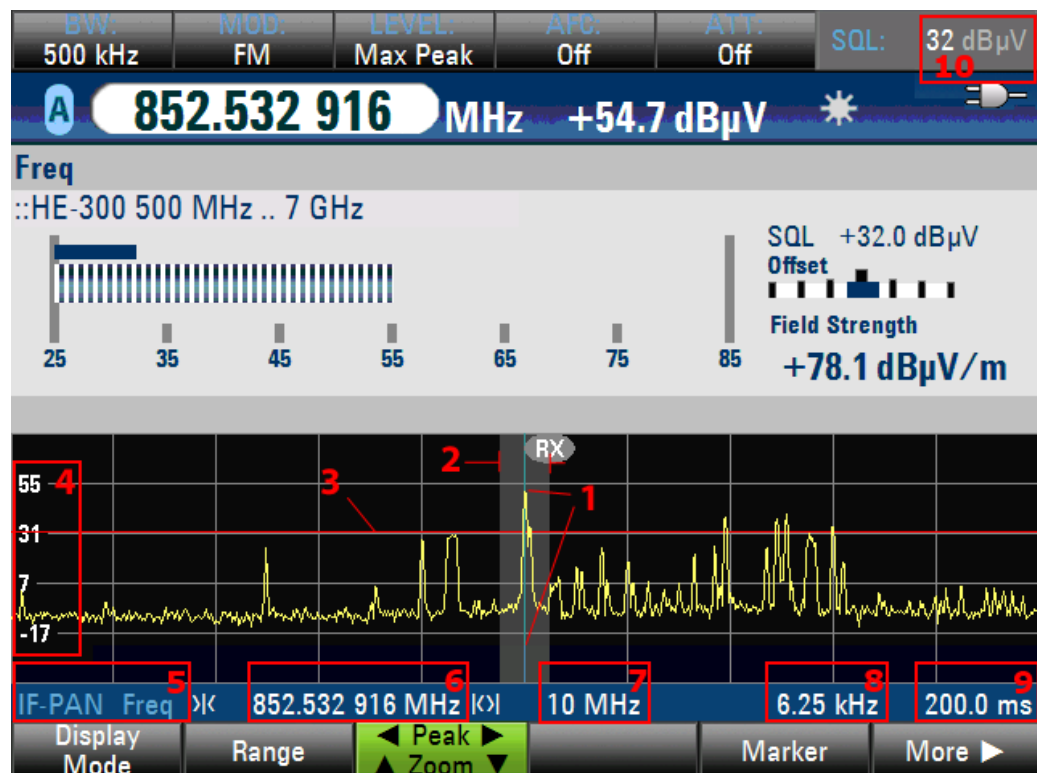 BW: MOD: LEVEL: AFC: ATT: SQL: 32 dBµV
500 kHz FM Max Peak Off Off
10
A 852.532 916 MHz +54.7 dBµV
Freq
::HE-300 500 MHz .. 7 GHz
SQL +32.0 dBµV
Offset
Field Strength
25 35 45 55 65 75 85
+78.1 dBµV/m
RX
2
55 4 3 1
31
7
-17
5 6 7 8 9
IF-PAN Freq 852.532 916 MHz 10 MHz 6.25 kHz 200.0 ms
Display Mode
Range
◀ Peak ▶
▲ Zoom ▼
Marker
More ▶